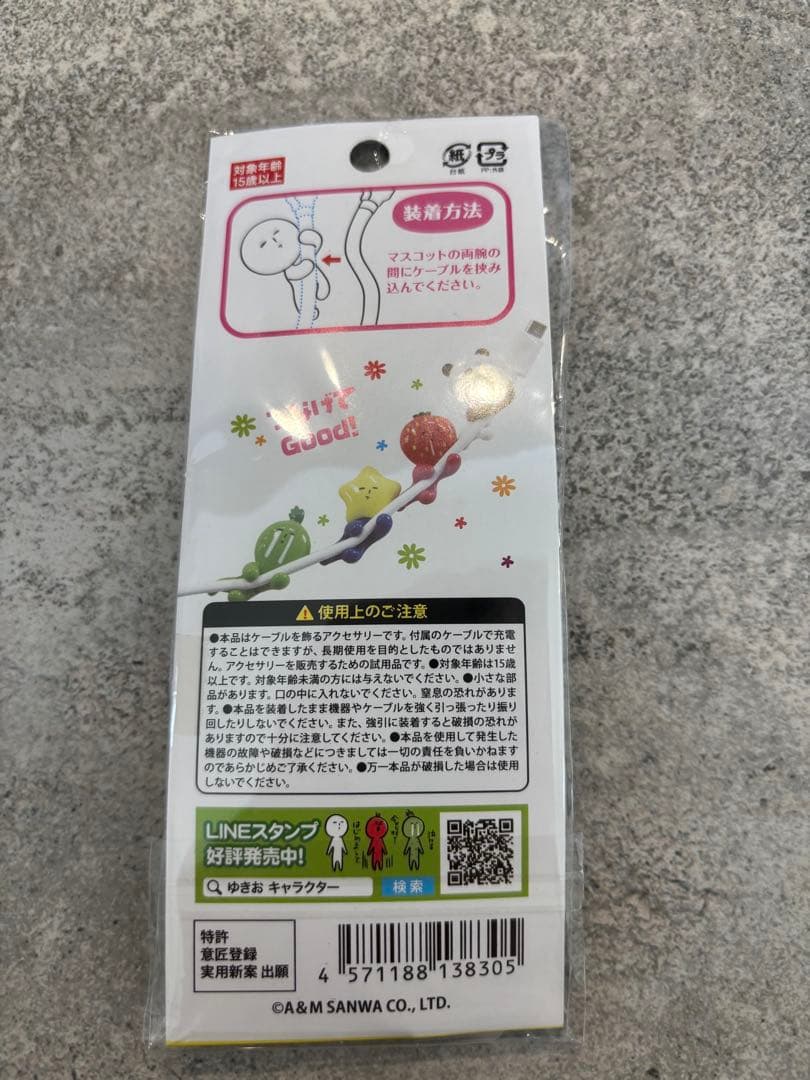 対象年齢
15歳以上
紙
台紙
プラ
PP:外袋
装着方法
マスコットの両腕の
間にケーブルを挟み
込んでください。
つなげて
Good!
使用上のご注意
●本品はケーブルを飾るアクセサリーです。付属のケーブルで充電
することはできますが、長期使用を目的としたものではありませ
ん。アクセサリーを販売するための試用品です。●対象年齢は15歳
以上です。対象年齢未満の方には与えないでください。●小さな部
品があります。口の中に入れないでください。窒息の恐れがありま
す。●本品を装着したまま機器やケーブルを強く引っ張ったり振り
回したりしないでください。また、強引に装着すると破損の恐れが
ありますので十分に注意してください。●本品を使用して発生した
機器の故障や破損などにつきましては一切の責任を負いかねます
のであらかじめご了承ください。●万一本品が破損した場合は使用
しないでください。
LINEスタンプ
好評発売中!
はじめまして
ゆきお キャラクター
検索
特許
意匠登録
実用新案 出願
4 571188 138305
©A&M SANWA CO., LTD.